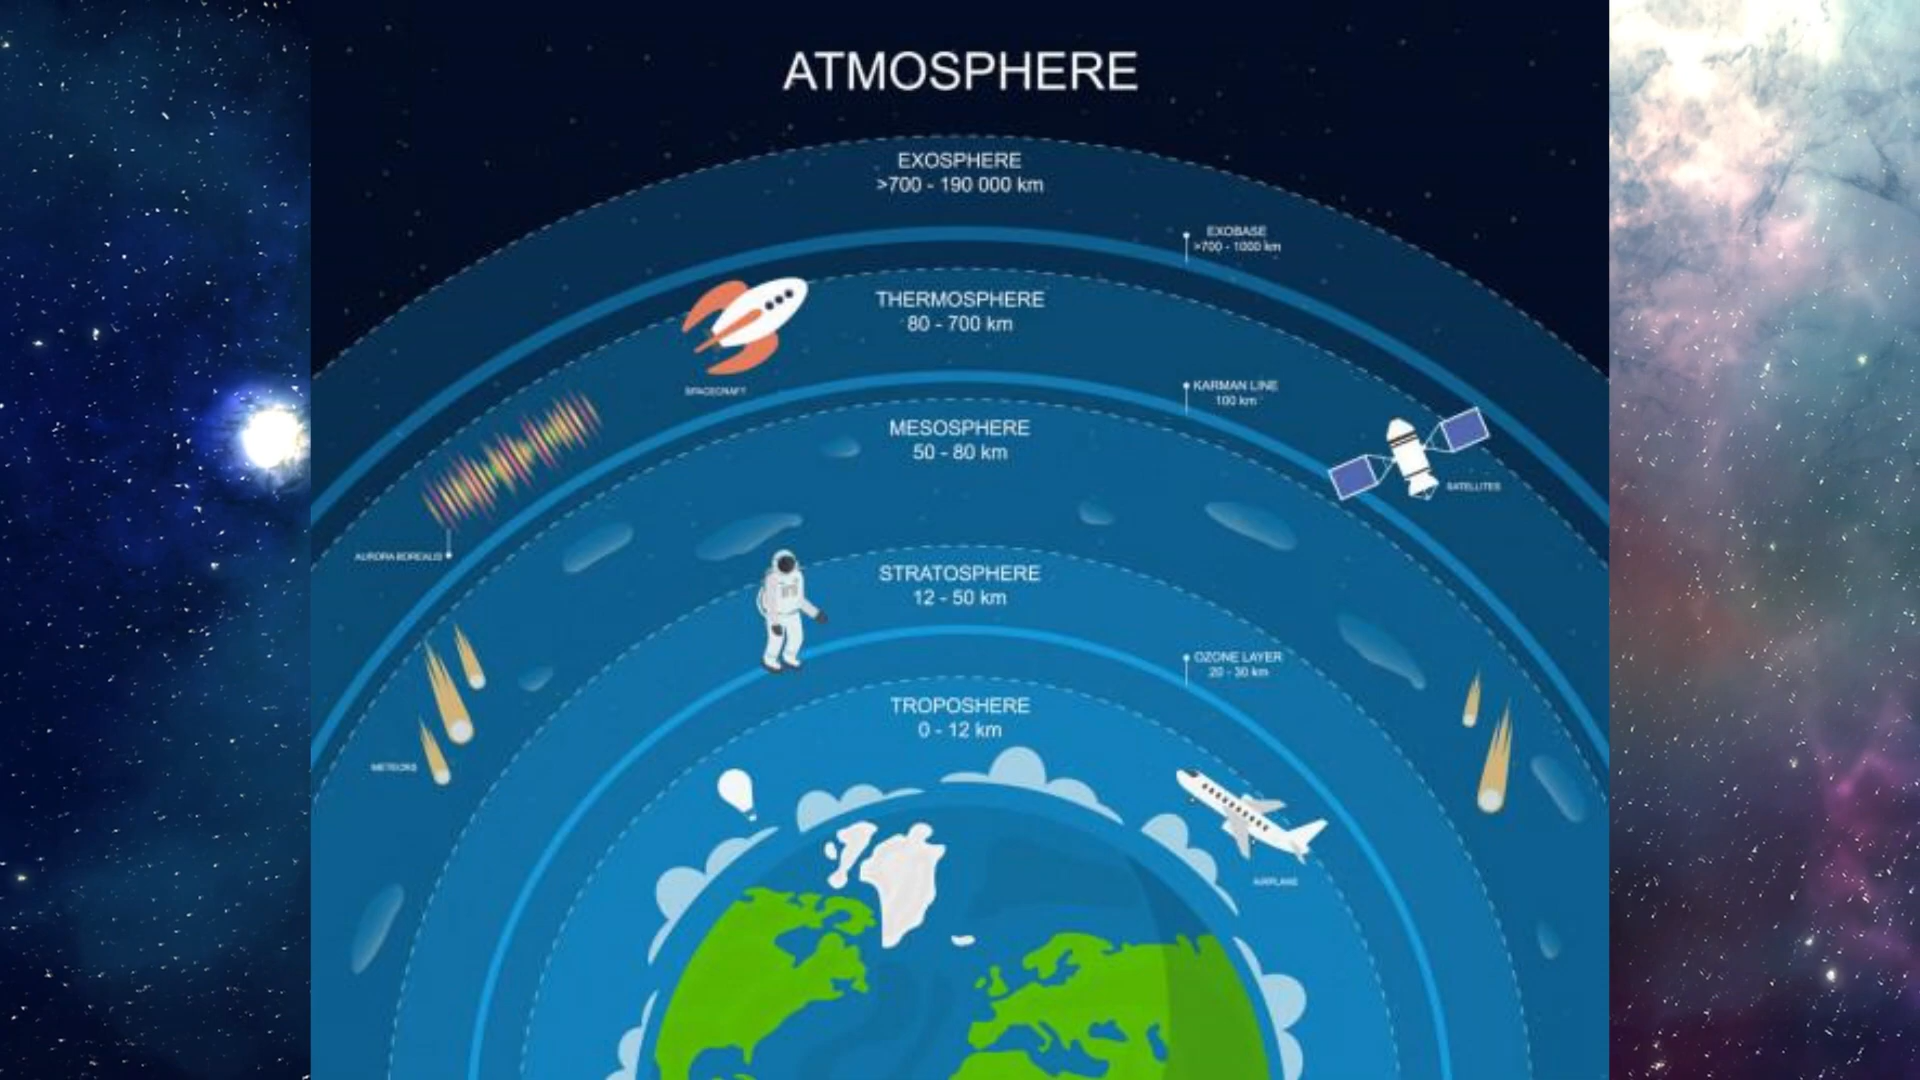 ATMOSPHERE
EXOSPHERE
>700 - 190 000 km
EXOBASE
>700 - 1000 km
THERMOSPHERE
80 - 700 km
SPACECRAFT
KARMAN LINE
100 km
MESOSPHERE
50 - 80 km
SATELLITES
AURORA BOREALIS
STRATOSPHERE
12 - 50 km
OZONE LAYER
20 - 30 km
TROPOSHERE
0 - 12 km
METEORS
AIRPLANE